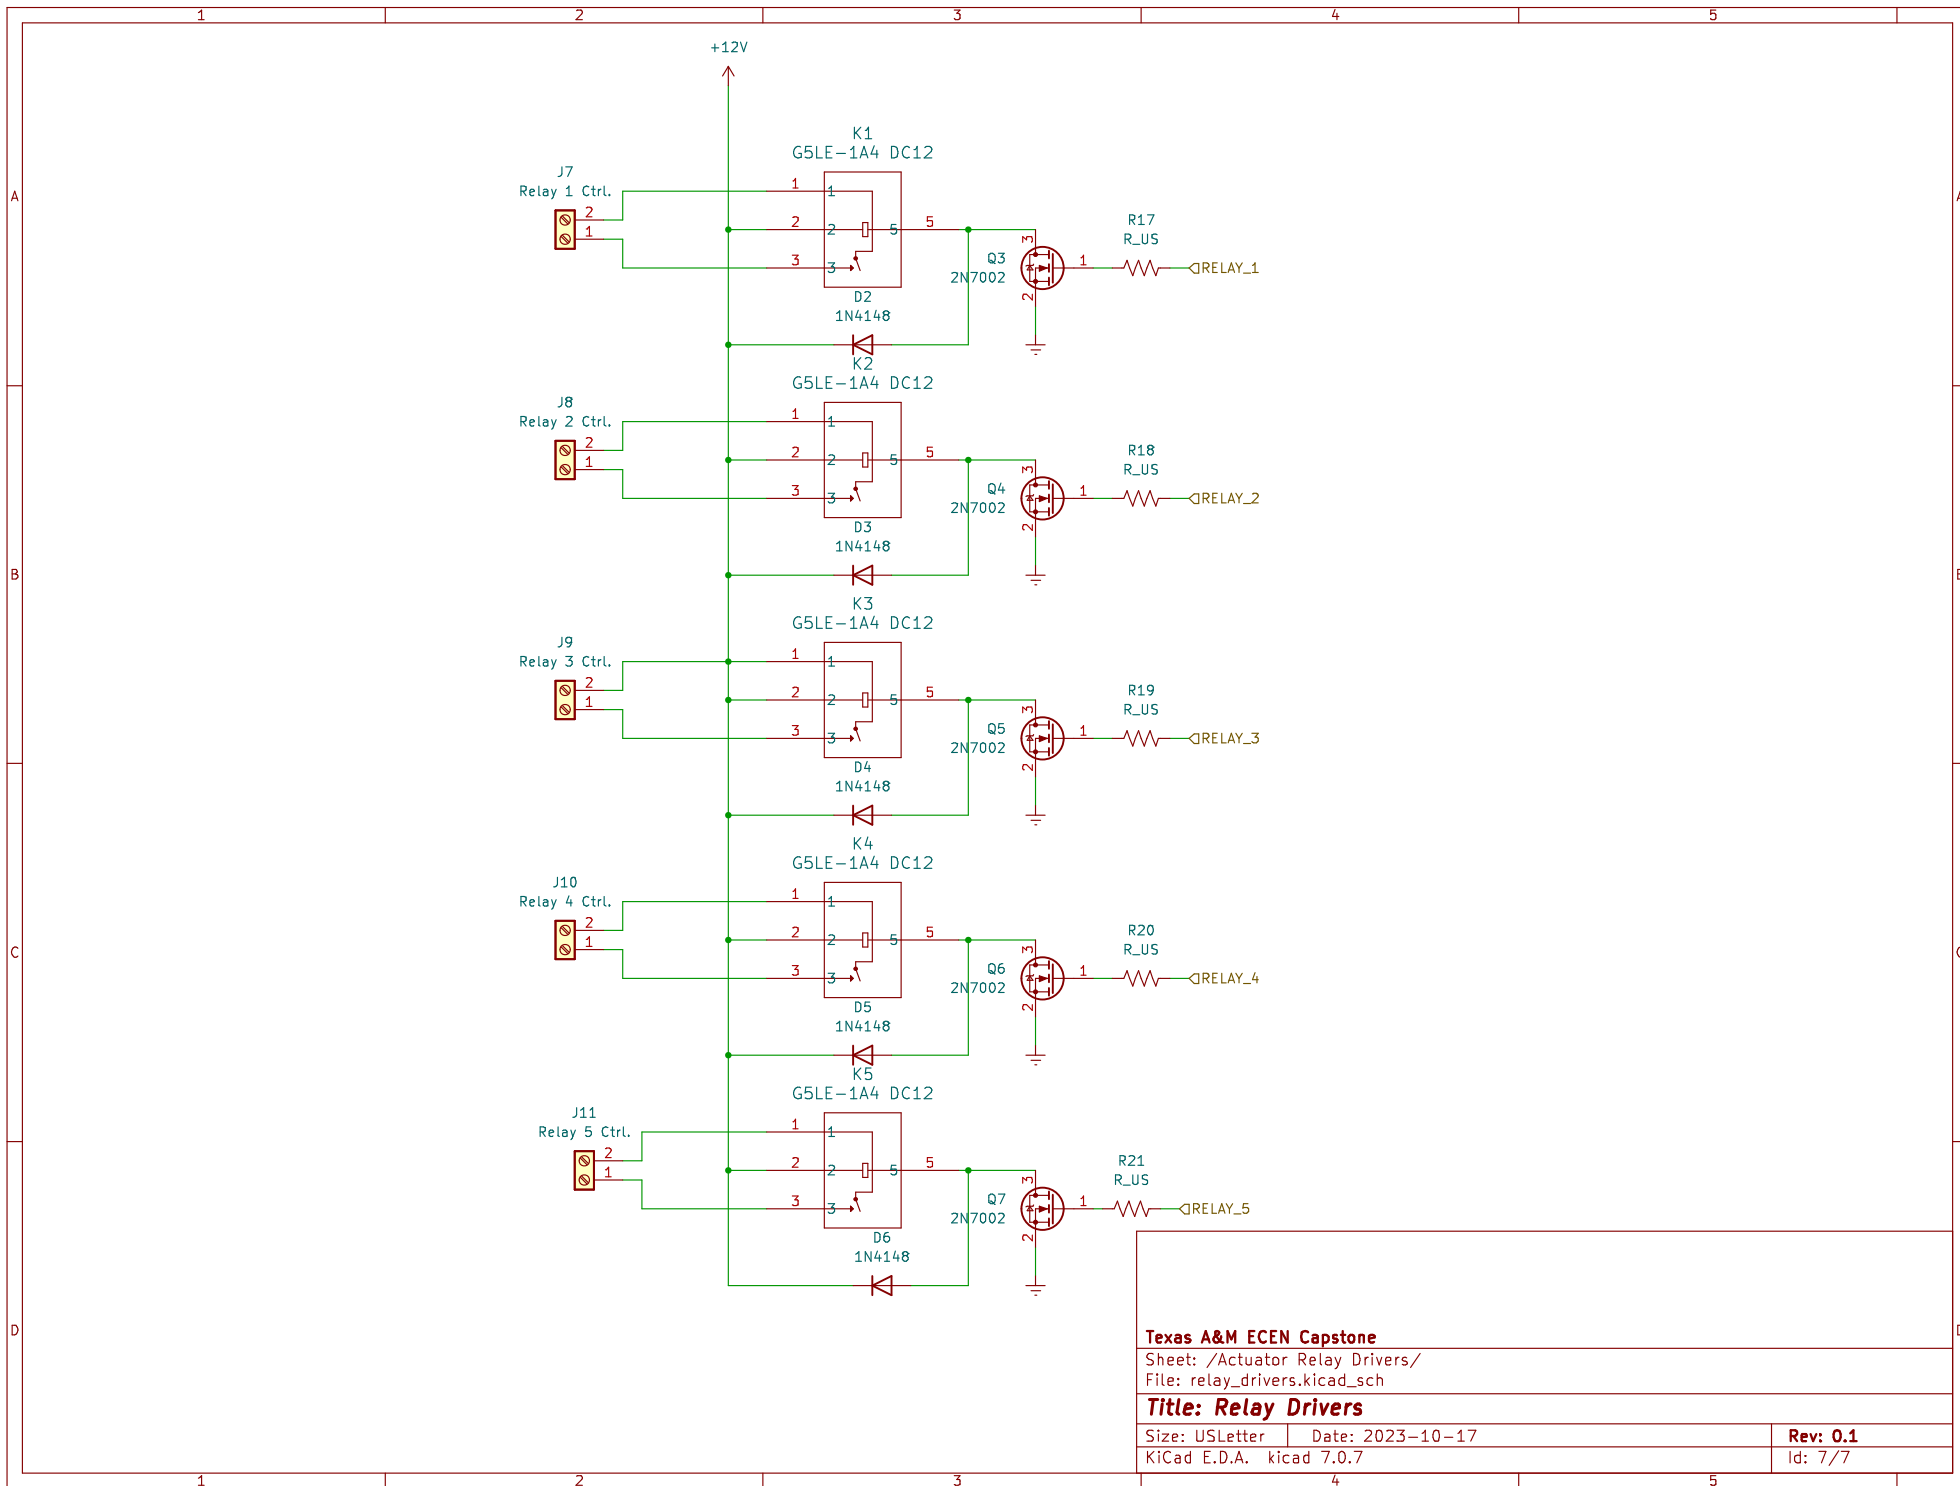 1 2 3 4 5
+12V
K1
G5LE-1A4 DC12
J7
Relay 1 Ctrl.
2
1
1 1
2 2 5 5
3 3
D2
1N4148
Q3
2N7002
3
1
2
R17
R_US
RELAY_1
A A
K2
G5LE-1A4 DC12
J8
Relay 2 Ctrl.
2
1
1 1
2 2 5 5
3 3
D3
1N4148
Q4
2N7002
3
1
2
R18
R_US
RELAY_2
B B
K3
G5LE-1A4 DC12
J9
Relay 3 Ctrl.
2
1
1 1
2 2 5 5
3 3
D4
1N4148
Q5
2N7002
3
1
2
R19
R_US
RELAY_3
K4
G5LE-1A4 DC12
J10
Relay 4 Ctrl.
2
1
1 1
2 2 5 5
3 3
D5
1N4148
Q6
2N7002
3
1
2
R20
R_US
RELAY_4
C C
K5
G5LE-1A4 DC12
J11
Relay 5 Ctrl.
2
1
1 1
2 2 5 5
3 3
D6
1N4148
Q7
2N7002
3
1
2
R21
R_US
RELAY_5
D D
Texas A&M ECEN Capstone
Sheet: /Actuator Relay Drivers/
File: relay_drivers.kicad_sch
Title: Relay Drivers
Size: USLetter Date: 2023-10-17 Rev: 0.1
KiCad E.D.A. kicad 7.0.7 Id: 7/7
1 2 3 4 5